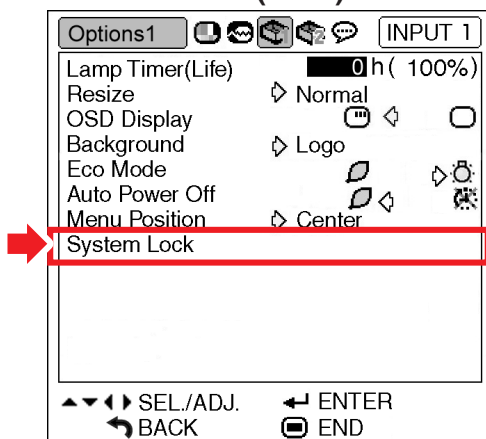 Options1 INPUT 1
Lamp Timer(Life) 0 h ( 100%)
Resize Normal
OSD Display
Background Logo
Eco Mode
Auto Power Off
Menu Position Center
System Lock
SEL./ADJ. ENTER
BACK END